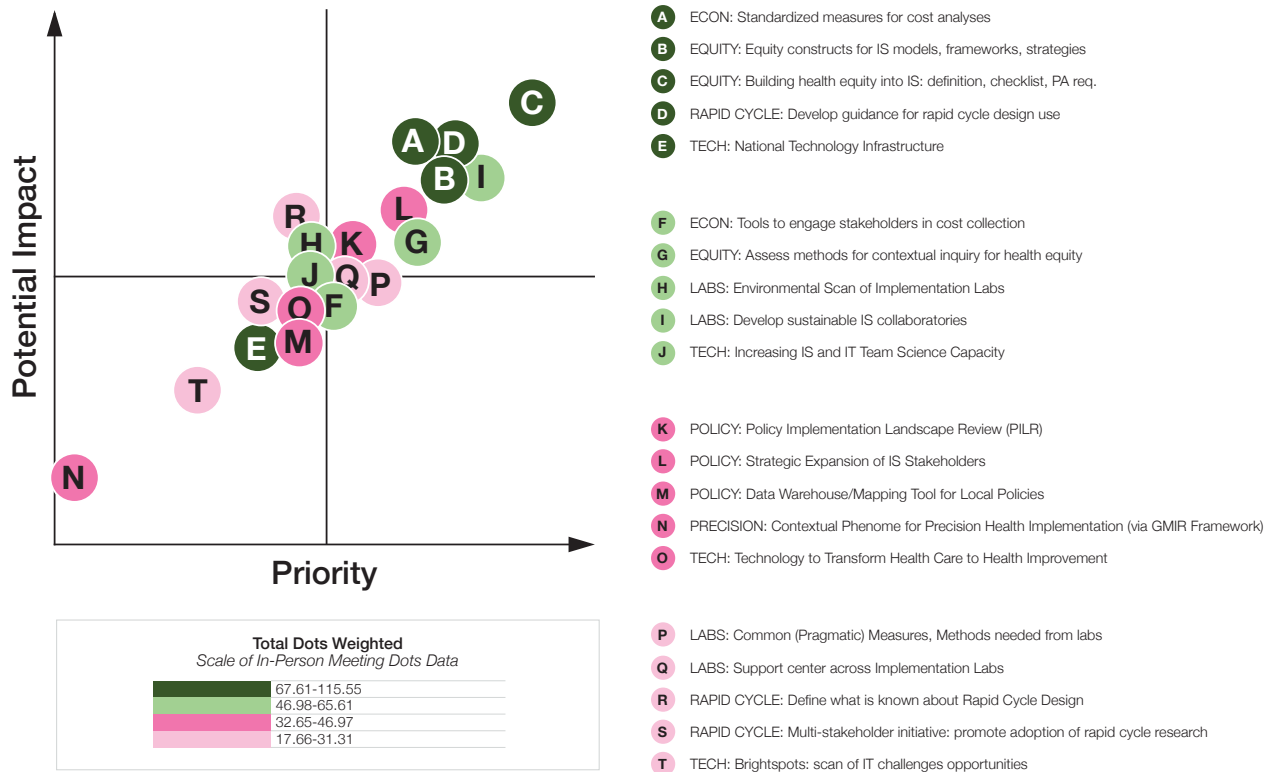 Potential Impact
Priority
C
A
D
B
I
L
R
H
K
G
J
Q
P
S
O
F
E
M
T
N
A ECON: Standardized measures for cost analyses
B EQUITY: Equity constructs for IS models, frameworks, strategies
C EQUITY: Building health equity into IS: definition, checklist, PA req.
D RAPID CYCLE: Develop guidance for rapid cycle design use
E TECH: National Technology Infrastructure
F ECON: Tools to engage stakeholders in cost collection
G EQUITY: Assess methods for contextual inquiry for health equity
H LABS: Environmental Scan of Implementation Labs
I LABS: Develop sustainable IS collaboratories
J TECH: Increasing IS and IT Team Science Capacity
K POLICY: Policy Implementation Landscape Review (PILR)
L POLICY: Strategic Expansion of IS Stakeholders
M POLICY: Data Warehouse/Mapping Tool for Local Policies
N PRECISION: Contextual Phenome for Precision Health Implementation (via GMIR Framework)
O TECH: Technology to Transform Health Care to Health Improvement
P LABS: Common (Pragmatic) Measures, Methods needed from labs
Q LABS: Support center across Implementation Labs
R RAPID CYCLE: Define what is known about Rapid Cycle Design
S RAPID CYCLE: Multi-stakeholder initiative: promote adoption of rapid cycle research
T TECH: Brightspots: scan of IT challenges opportunities
Total Dots Weighted
Scale of In-Person Meeting Dots Data
67.61-115.55
46.98-65.61
32.65-46.97
17.66-31.31